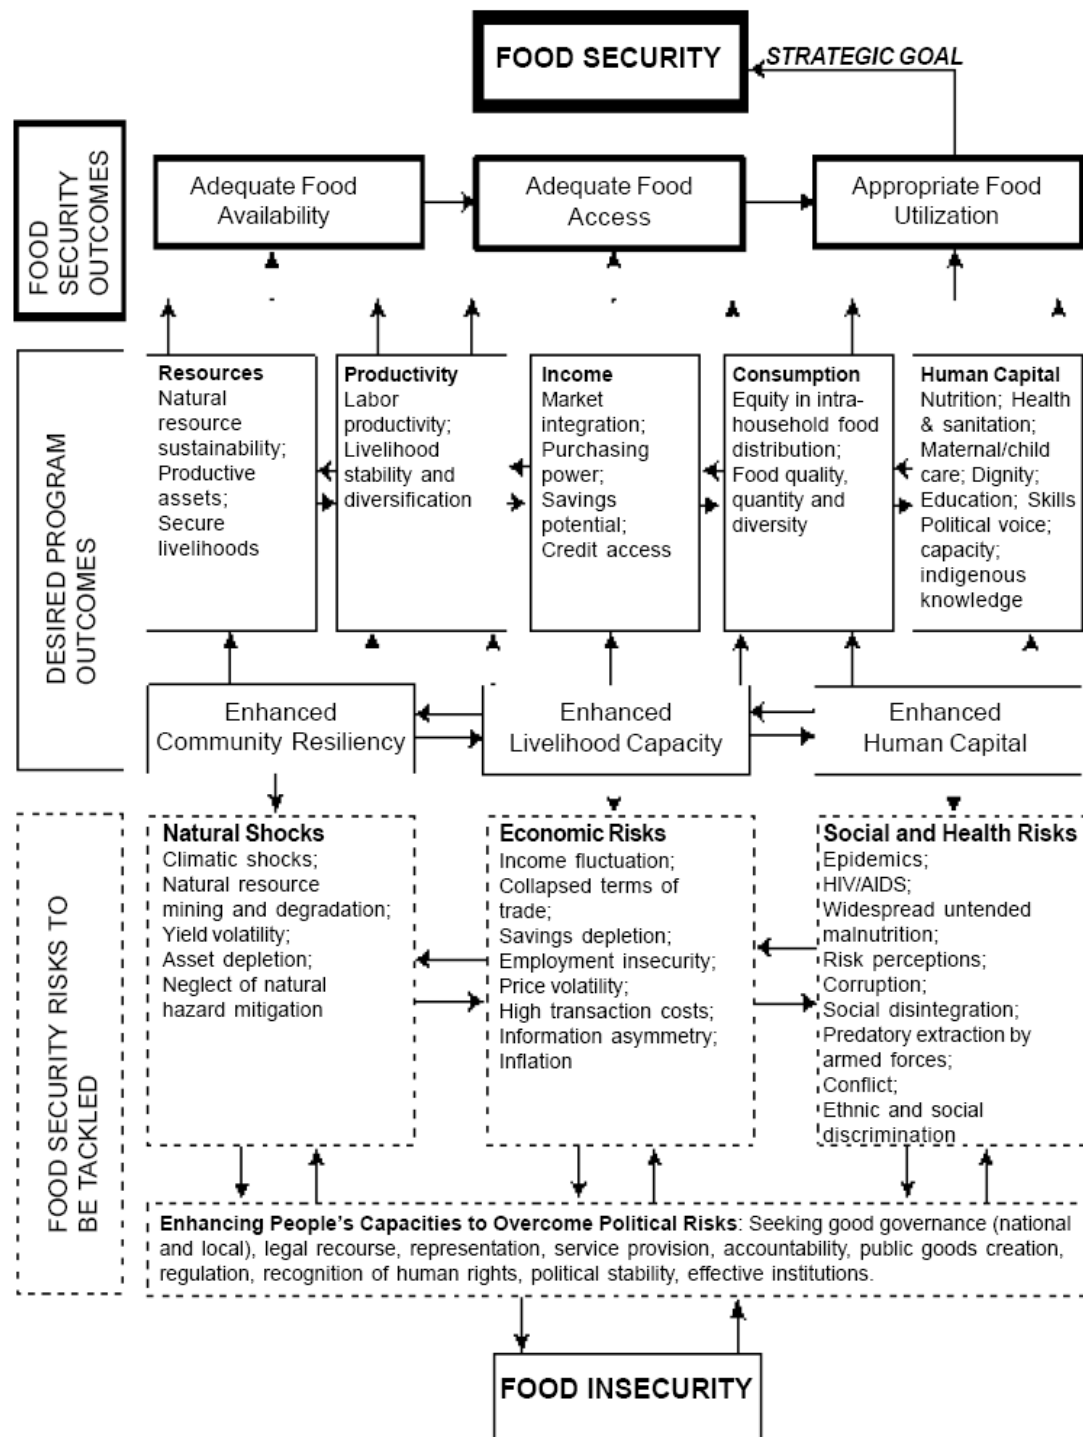 FOOD SECURITY
STRATEGIC GOAL
FOOD
SECURITY
OUTCOMES
Adequate Food
Availability
Adequate Food
Access
Appropriate Food
Utilization
DESIRED PROGRAM
OUTCOMES
Resources
Natural
resource
sustainability;
Productive
assets;
Secure
livelihoods
Productivity
Labor
productivity;
Livelihood
stability and
diversification
Income
Market
integration;
Purchasing
power;
Savings
potential;
Credit access
Consumption
Equity in intra-
household food
distribution;
Food quality,
quantity and
diversity
Human Capital
Nutrition; Health
& sanitation;
Maternal/child
care; Dignity;
Education; Skills
Political voice;
capacity;
indigenous
knowledge
Enhanced
Community Resiliency
Enhanced
Livelihood Capacity
Enhanced
Human Capital
FOOD SECURITY RISKS TO
BE TACKLED
Natural Shocks
Climatic shocks;
Natural resource
mining and degradation;
Yield volatility;
Asset depletion;
Neglect of natural
hazard mitigation
Economic Risks
Income fluctuation;
Collapsed terms of
trade;
Savings depletion;
Employment insecurity;
Price volatility;
High transaction costs;
Information asymmetry;
Inflation
Social and Health Risks
Epidemics;
HIV/AIDS;
Widespread untended
malnutrition;
Risk perceptions;
Corruption;
Social disintegration;
Predatory extraction by
armed forces;
Conflict;
Ethnic and social
discrimination
Enhancing People's Capacities to Overcome Political Risks: Seeking good governance (national
and local), legal recourse, representation, service provision, accountability, public goods creation,
regulation, recognition of human rights, political stability, effective institutions.
FOOD INSECURITY